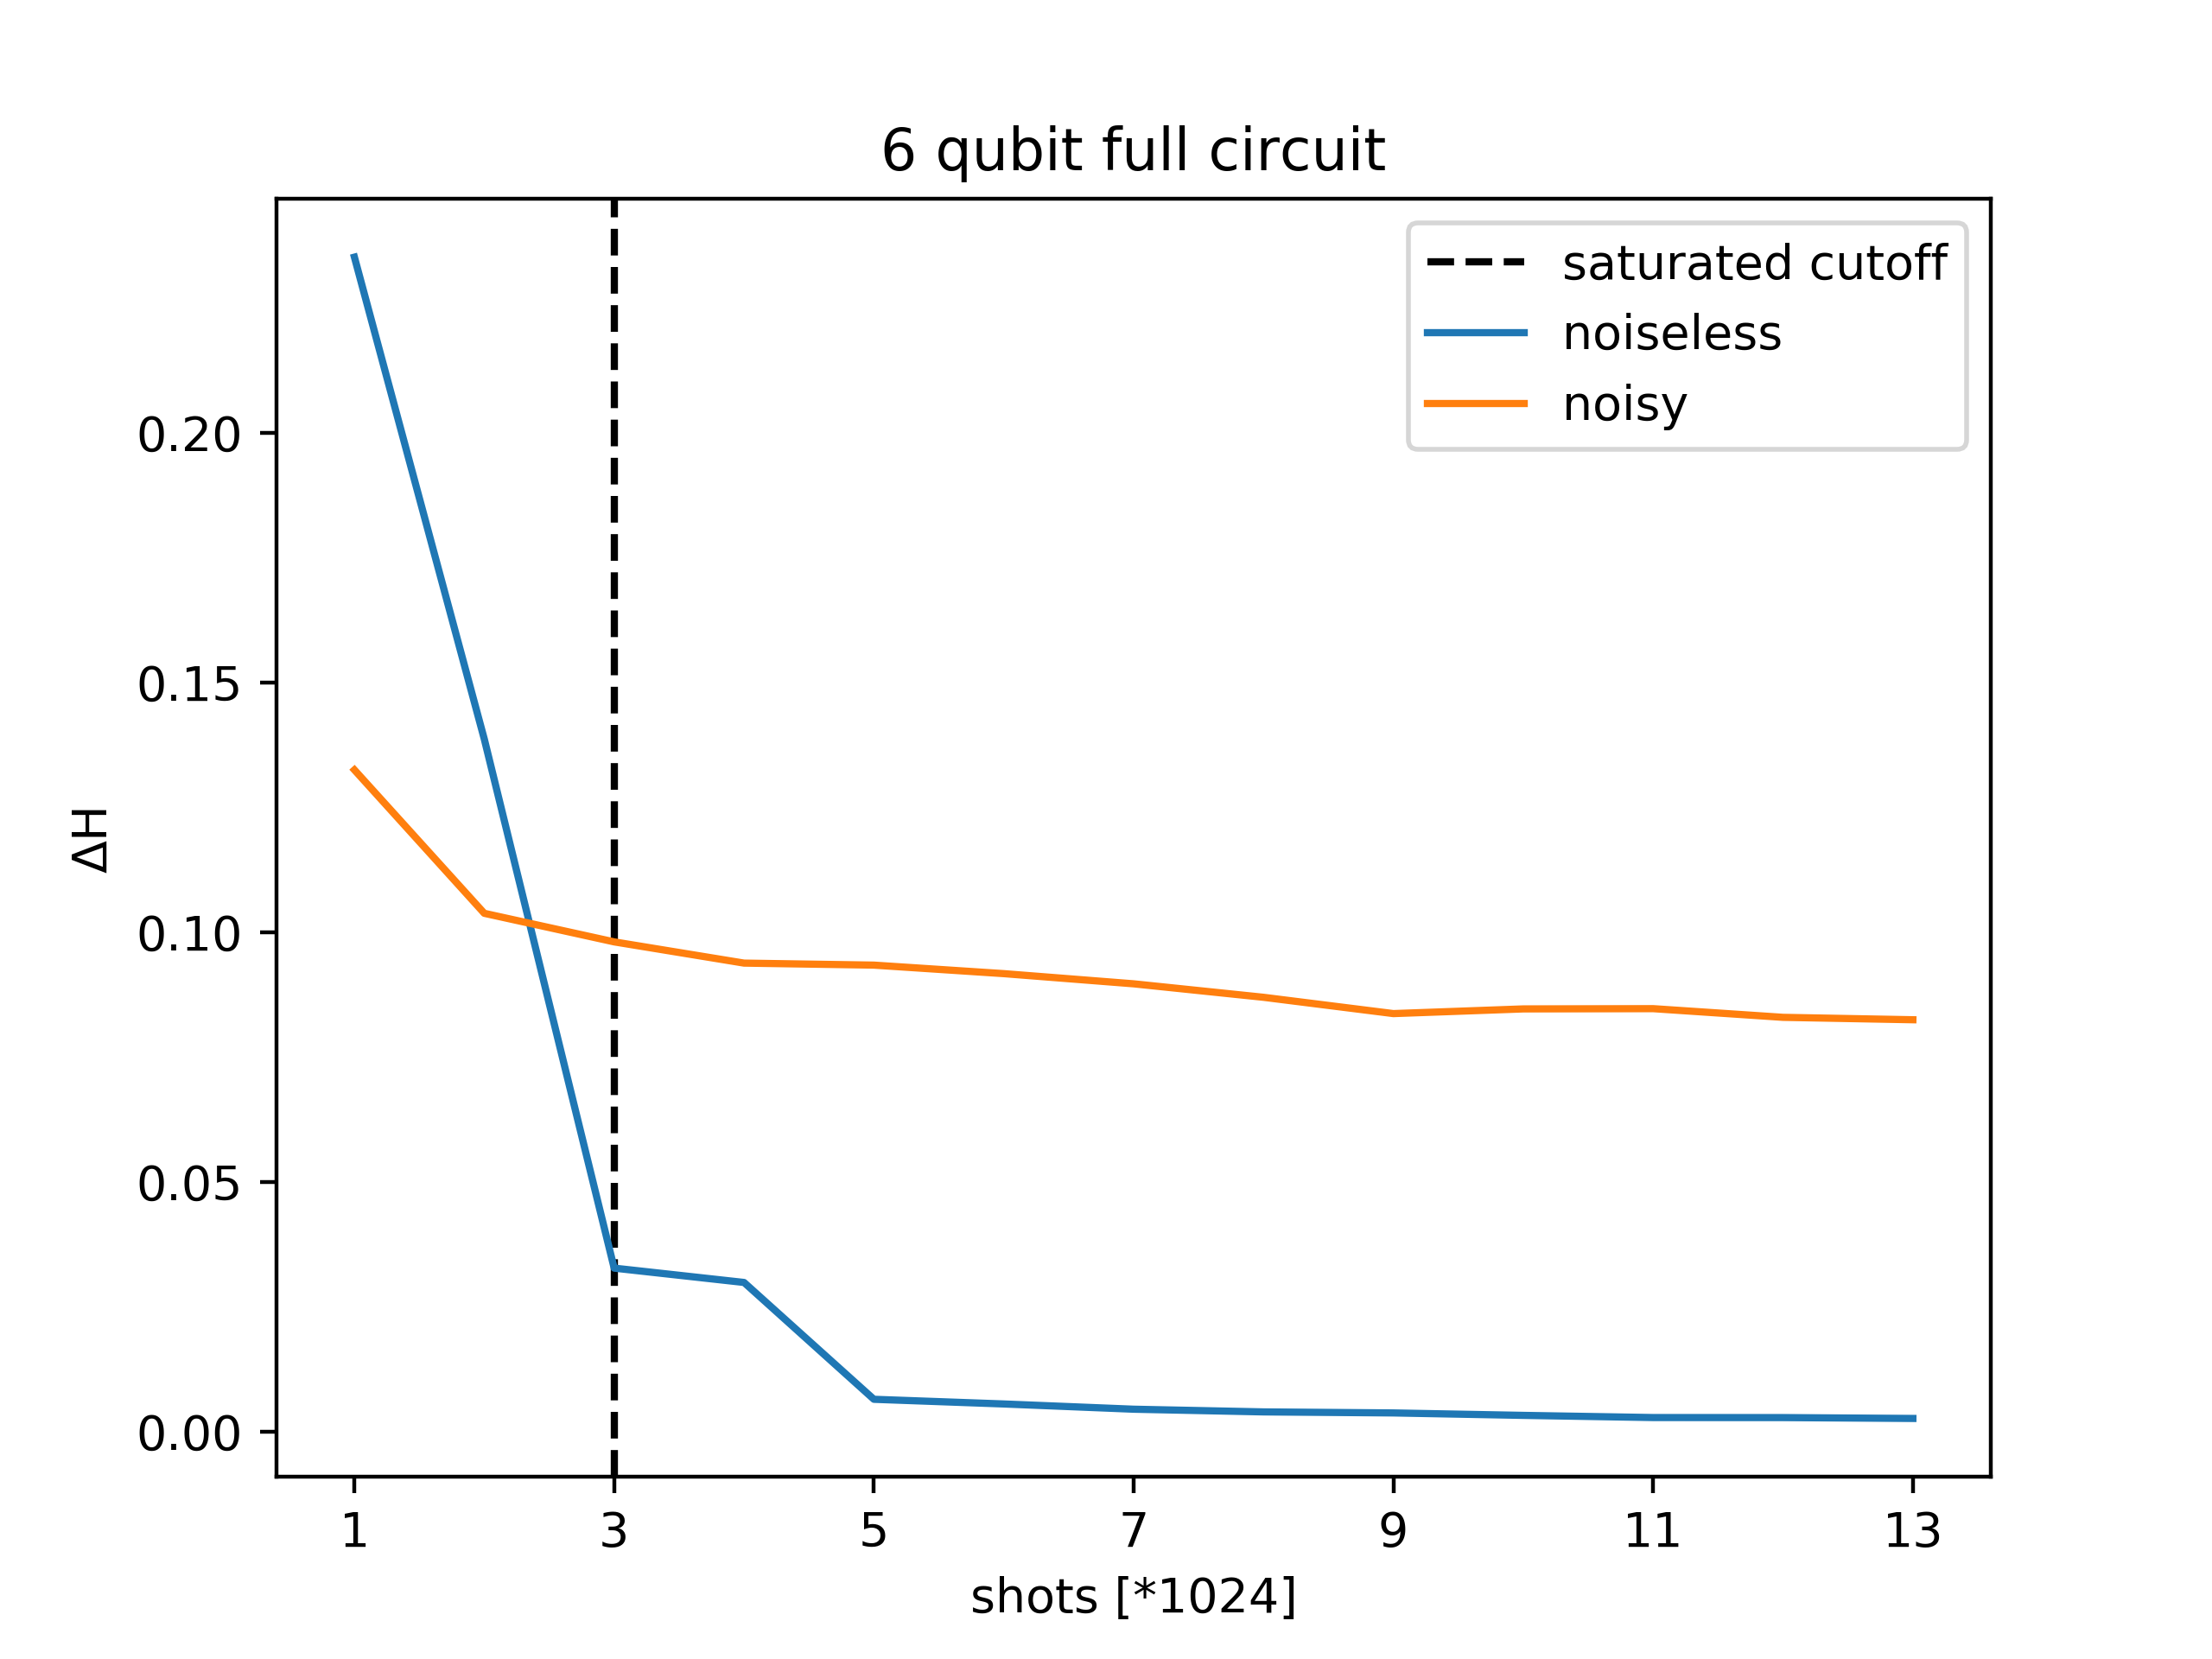 6 qubit full circuit
saturated cutoff
noiseless
noisy
0.20
0.15
0.10
0.05
0.00
ΔH
1 3 5 7 9 11 13
shots [*1024]